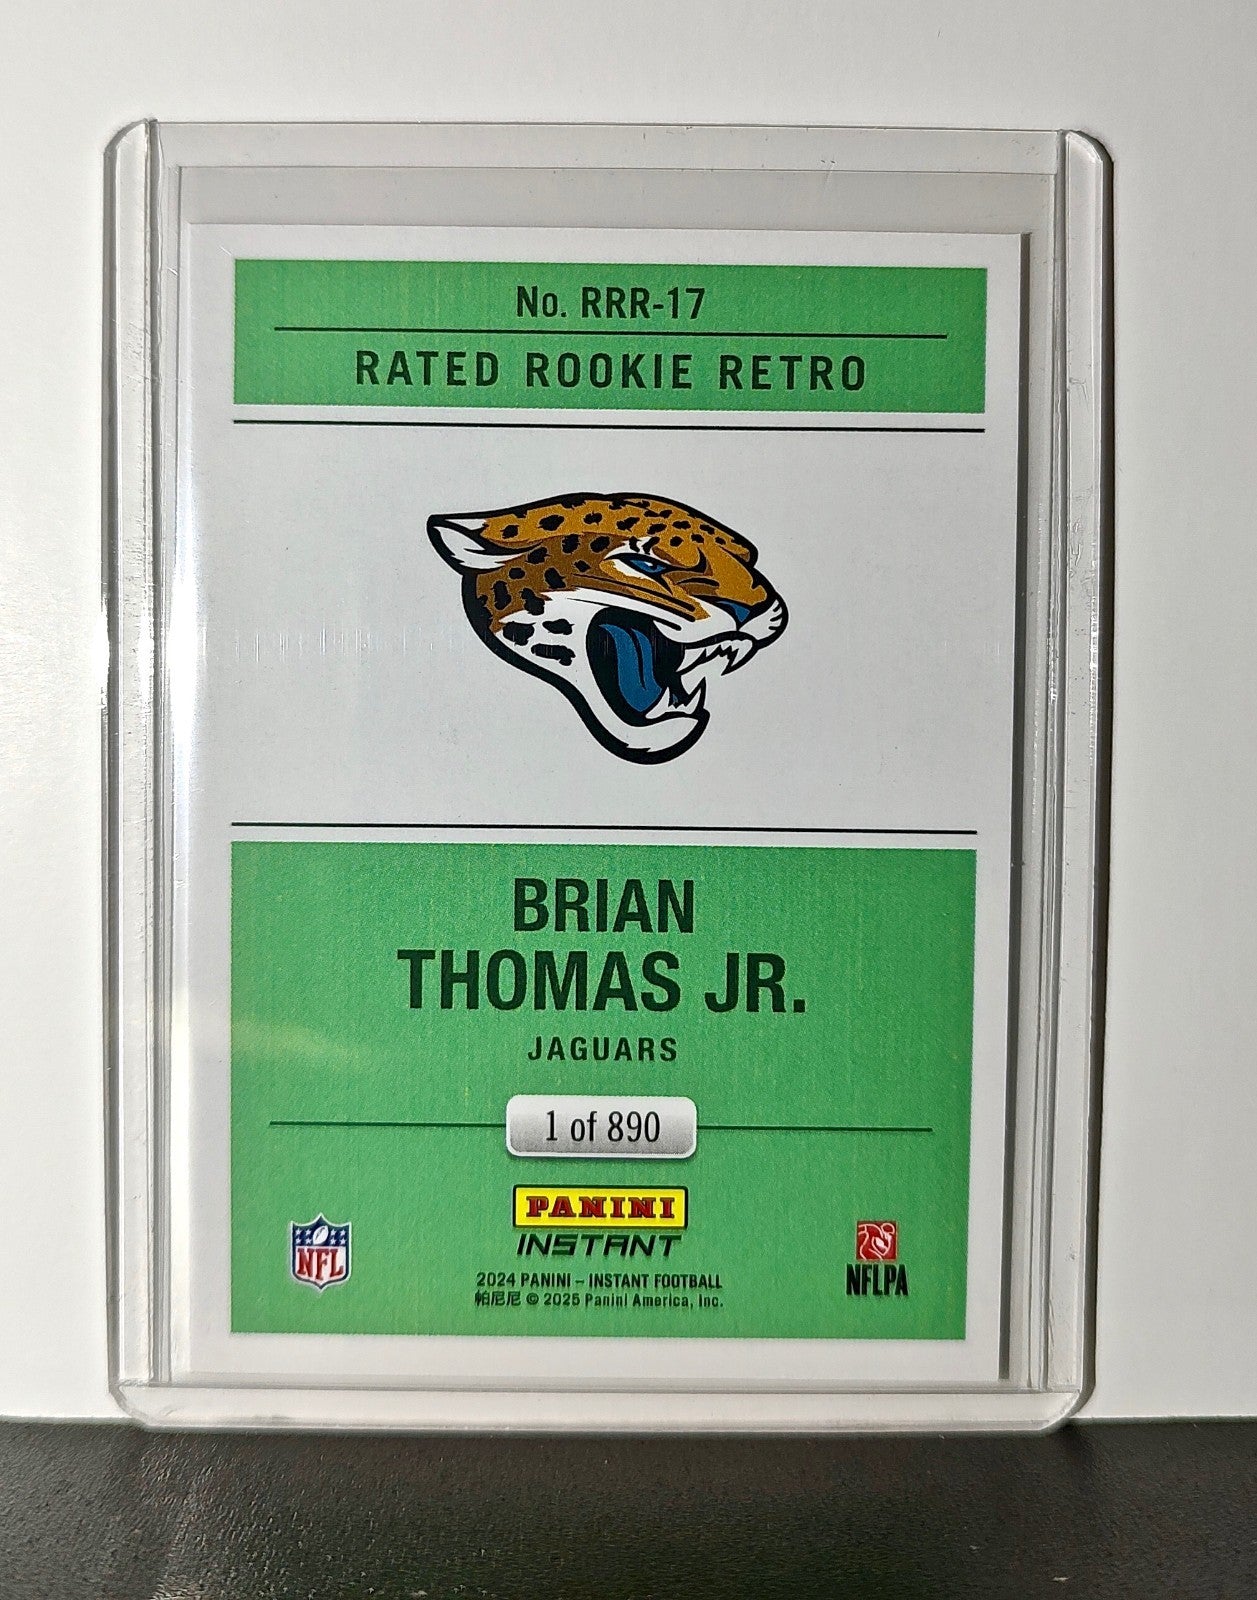 No. RRR-17
RATED ROOKIE RETRO
BRIAN
THOMAS JR.
JAGUARS
1 of 890
PANINI
INSTANT
NFL
NFLPA
2024 PANINI – INSTANT FOOTBALL
帕尼尼 © 2025 Panini America, Inc.